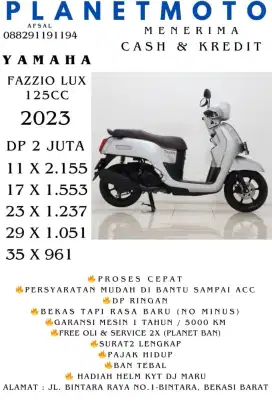 PLANETMOTO
AFSAL
088291191194
MENERIMA
CASH & KREDIT
YAMAHA
FAZZIO LUX
125CC
2023
DP 2 JUTA
11 X 2.155
17 X 1.553
23 X 1.237
29 X 1.051
35 X 961
🔥PROSES CEPAT
🔥PERSYARATAN MUDAH DI BANTU SAMPAI ACC
🔥DP RINGAN
🔥BEKAS TAPI RASA BARU (NO MINUS)
🔥GARANSI MESIN 1 TAHUN / 5000 KM
🔥FREE OLI & SERVICE 2X (PLANET BAN)
🔥SURAT2 LENGKAP
🔥PAJAK HIDUP
🔥BAN TEBAL
🔥HADIAH HELM KYT DJ MARU
ALAMAT : JL. BINTARA RAYA NO.1-BINTARA, BEKASI BARAT